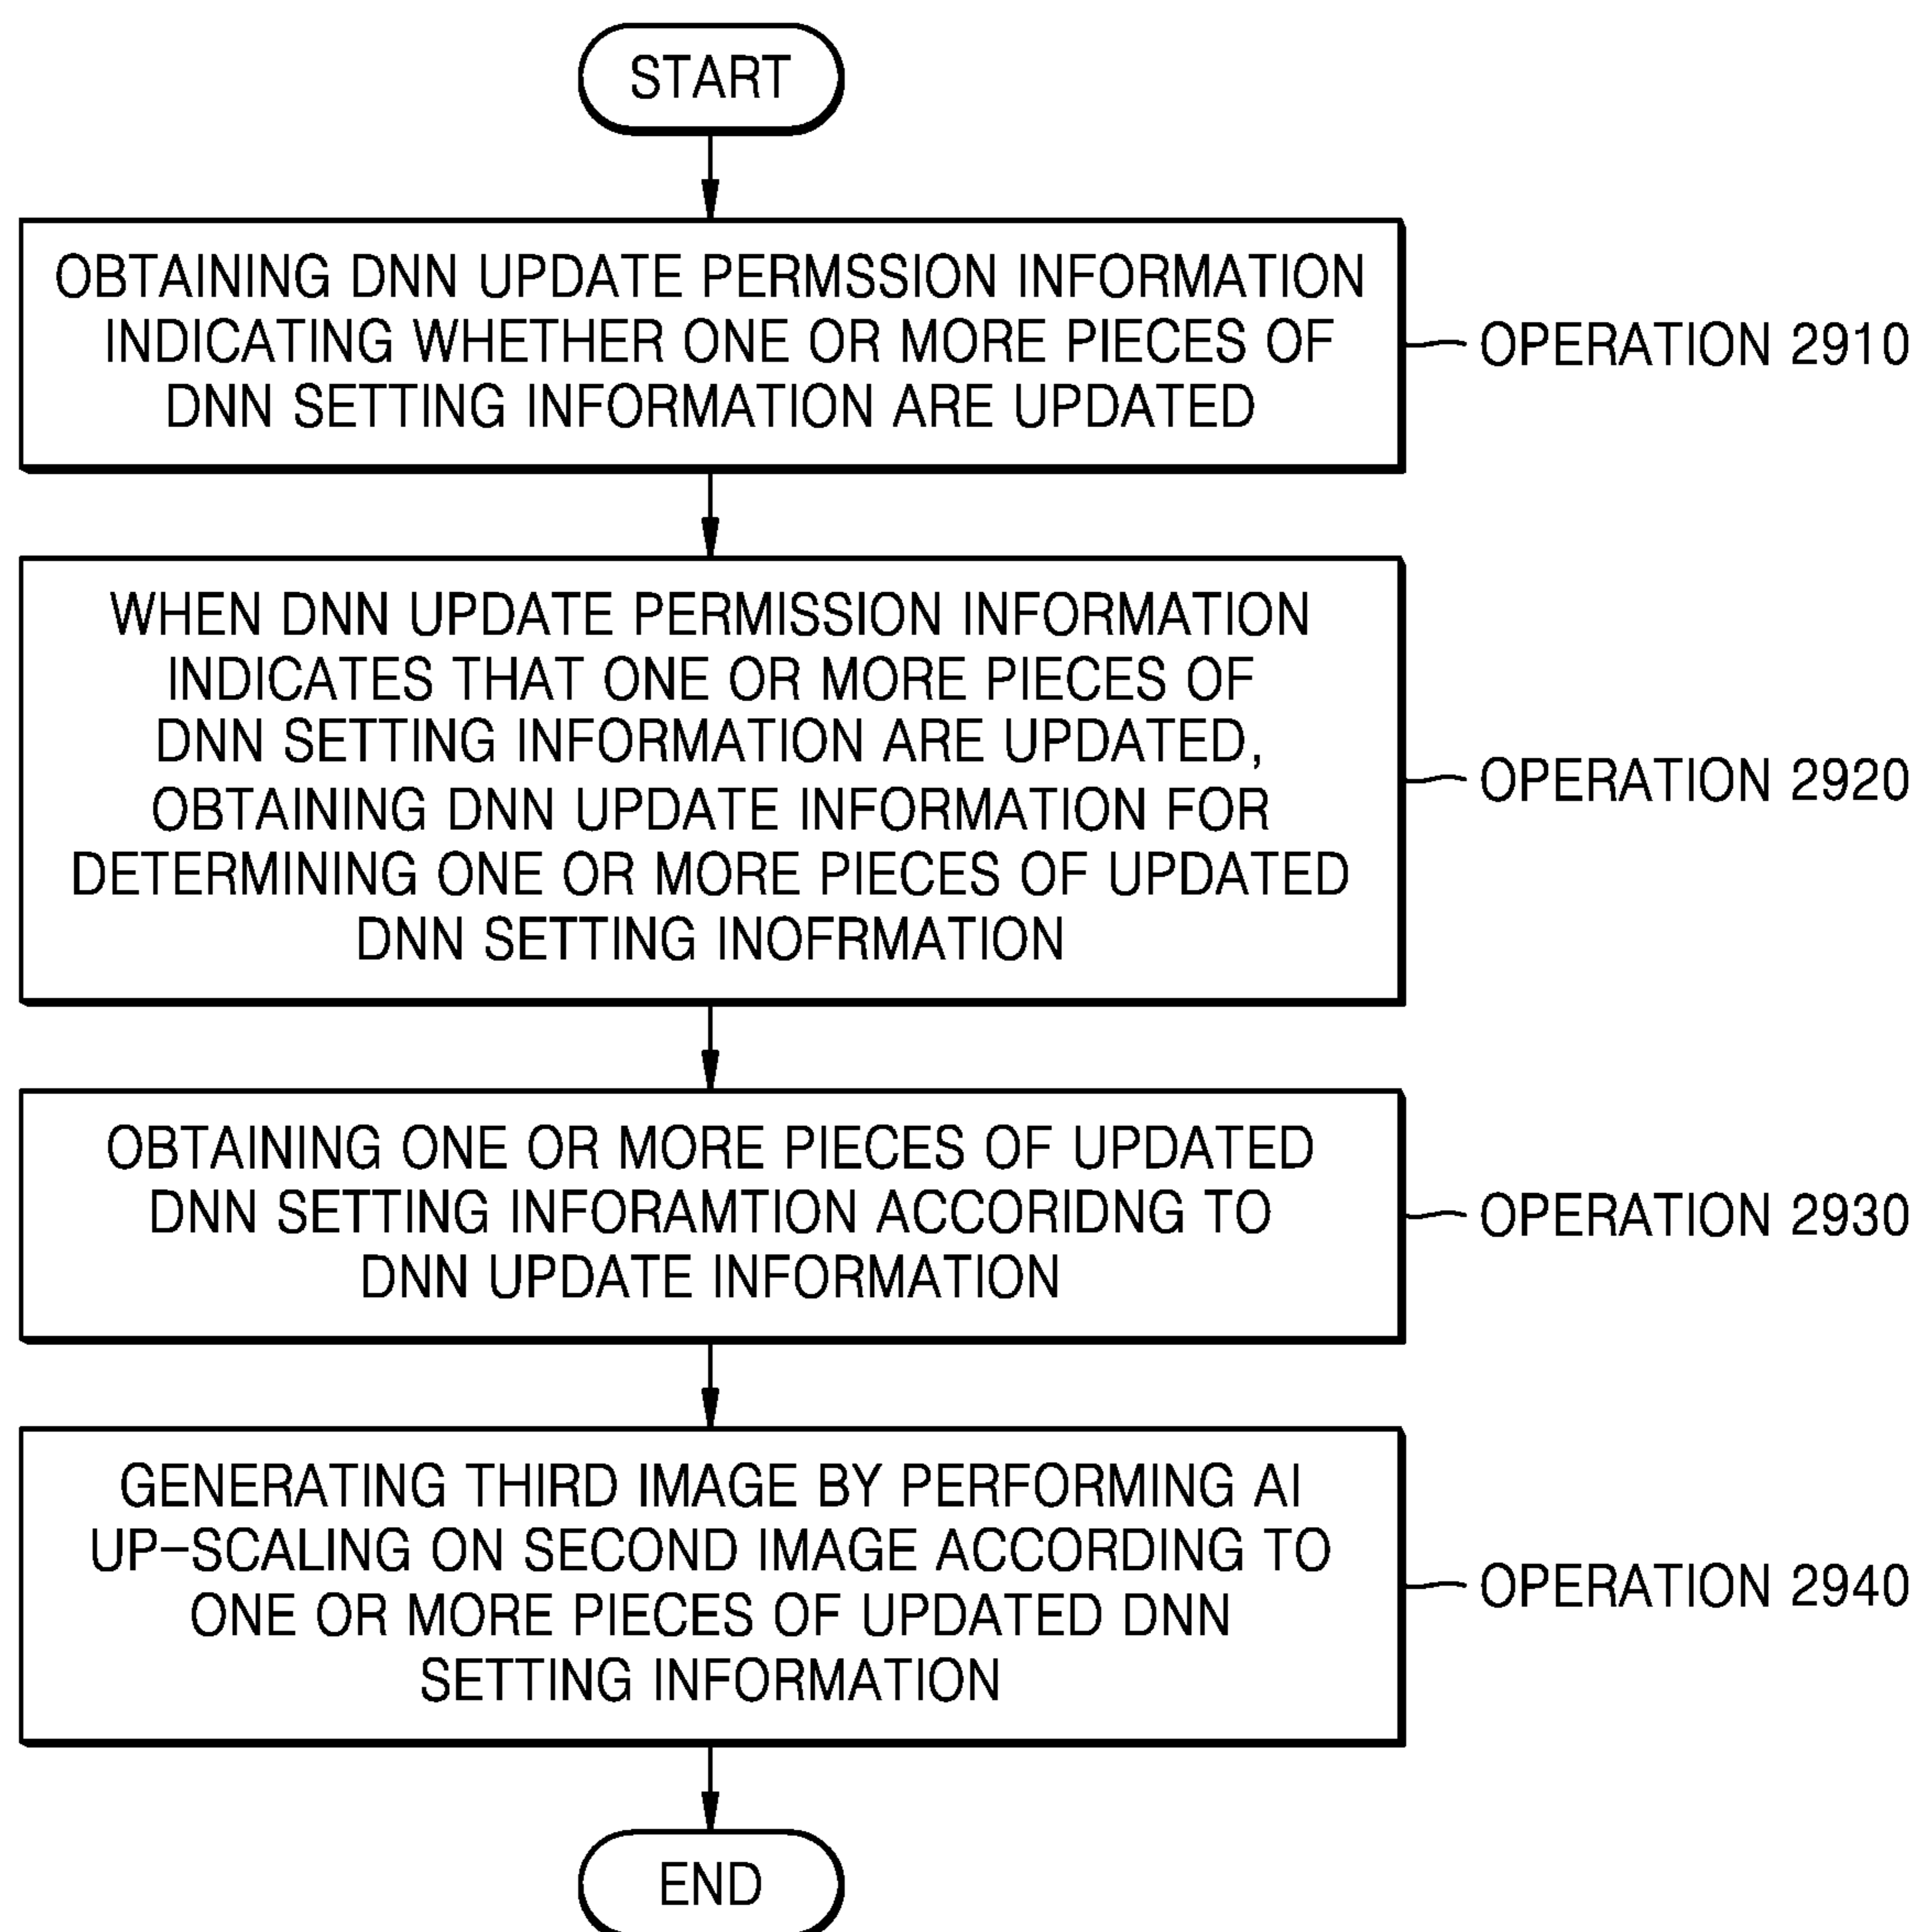 START
OBTAINING DNN UPDATE PERMSSION INFORMATION
INDICATING WHETHER ONE OR MORE PIECES OF
DNN SETTING INFORMATION ARE UPDATED
OPERATION 2910
WHEN DNN UPDATE PERMISSION INFORMATION
INDICATES THAT ONE OR MORE PIECES OF
DNN SETTING INFORMATION ARE UPDATED,
OBTAINING DNN UPDATE INFORMATION FOR
DETERMINING ONE OR MORE PIECES OF UPDATED
DNN SETTING INOFRMATION
OPERATION 2920
OBTAINING ONE OR MORE PIECES OF UPDATED
DNN SETTING INFORAMTION ACCORIDNG TO
DNN UPDATE INFORMATION
OPERATION 2930
GENERATING THIRD IMAGE BY PERFORMING AI
UP-SCALING ON SECOND IMAGE ACCORDING TO
ONE OR MORE PIECES OF UPDATED DNN
SETTING INFORMATION
OPERATION 2940
END